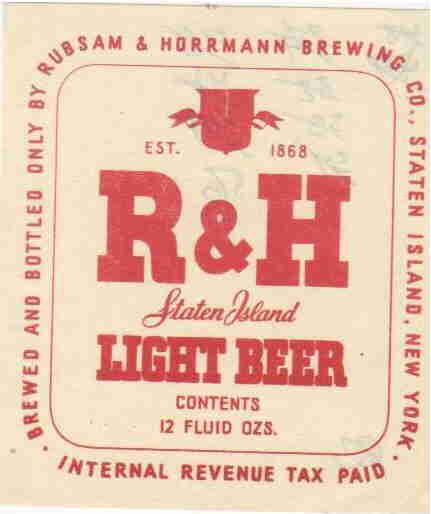 BREWED AND BOTTLED ONLY BY RUBSAM & HORRMANN BREWING CO., STATEN ISLAND, NEW YORK.
EST. 1868
R&H
Staten Island
LIGHT BEER
CONTENTS
12 FLUID OZS.
INTERNAL REVENUE TAX PAID